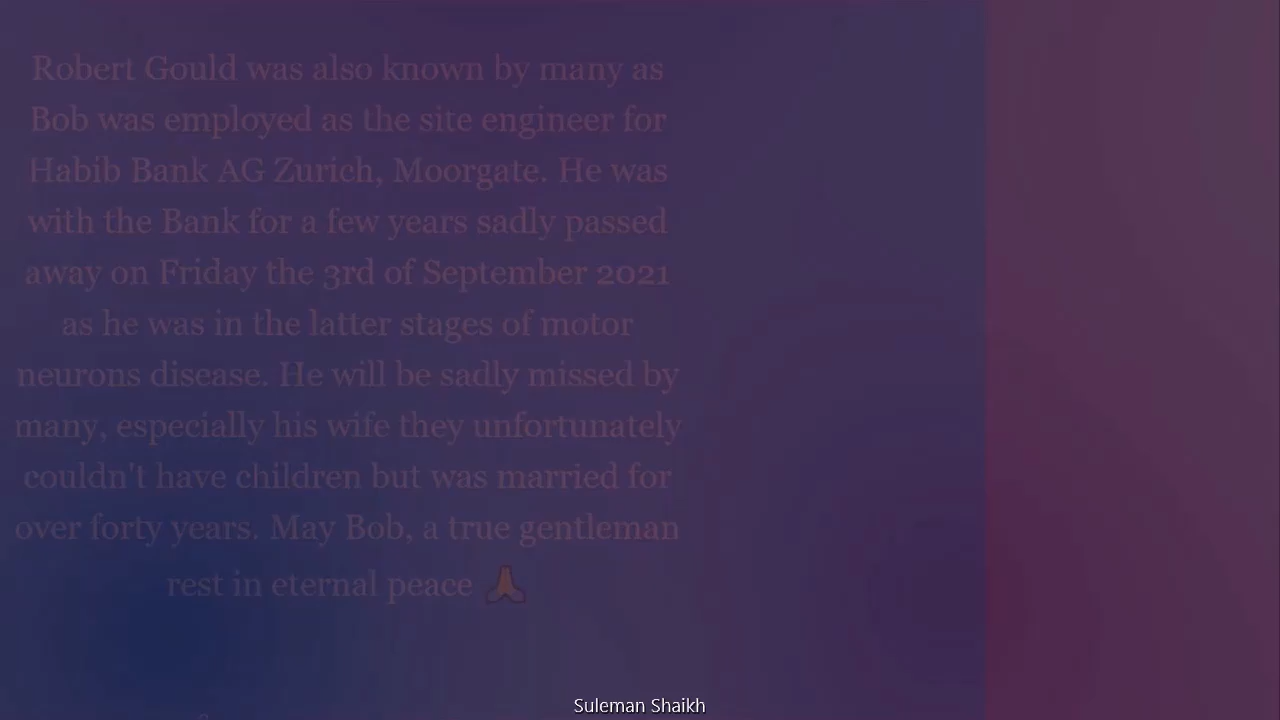 Robert Gould was also known by many as
Bob was employed as the site engineer for
Habib Bank AG Zurich, Moorgate. He was
with the Bank for a few years sadly passed
away on Friday the 3rd of September 2021
as he was in the latter stages of motor
neurons disease. He will be sadly missed by
many, especially his wife they unfortunately
couldn't have children but was married for
over forty years. May Bob, a true gentleman
rest in eternal peace 🙏
Suleman Shaikh